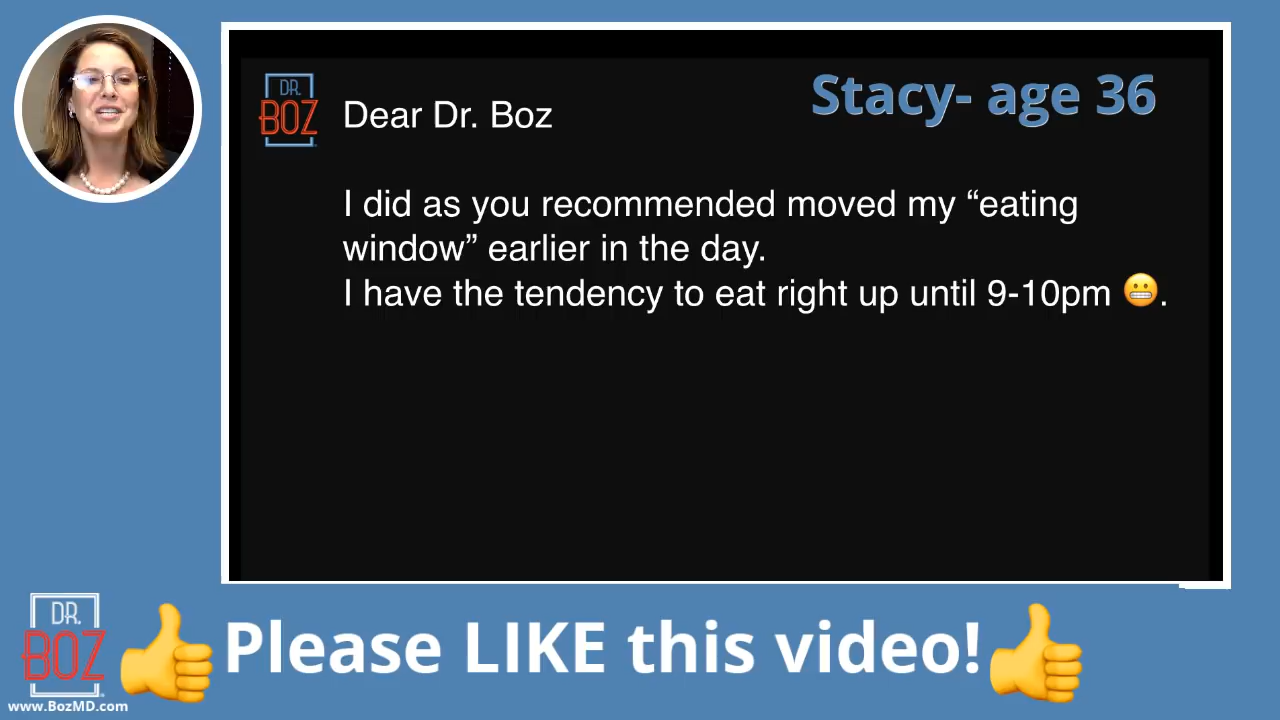 DR.
BOZ
Dear Dr. Boz
Stacy- age 36
I did as you recommended moved my “eating
window” earlier in the day.
I have the tendency to eat right up until 9-10pm 😬.
DR.
BOZ
Please LIKE this video!
www.BozMD.com